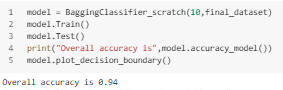 1 model = BaggingClassifier_scratch(10,final_dataset)
2 model.Train()
3 model.Test()
4 print("Overall accuracy is",model.accuracy_model())
5 model.plot_decision_boundary()
Overall accuracy is 0.94